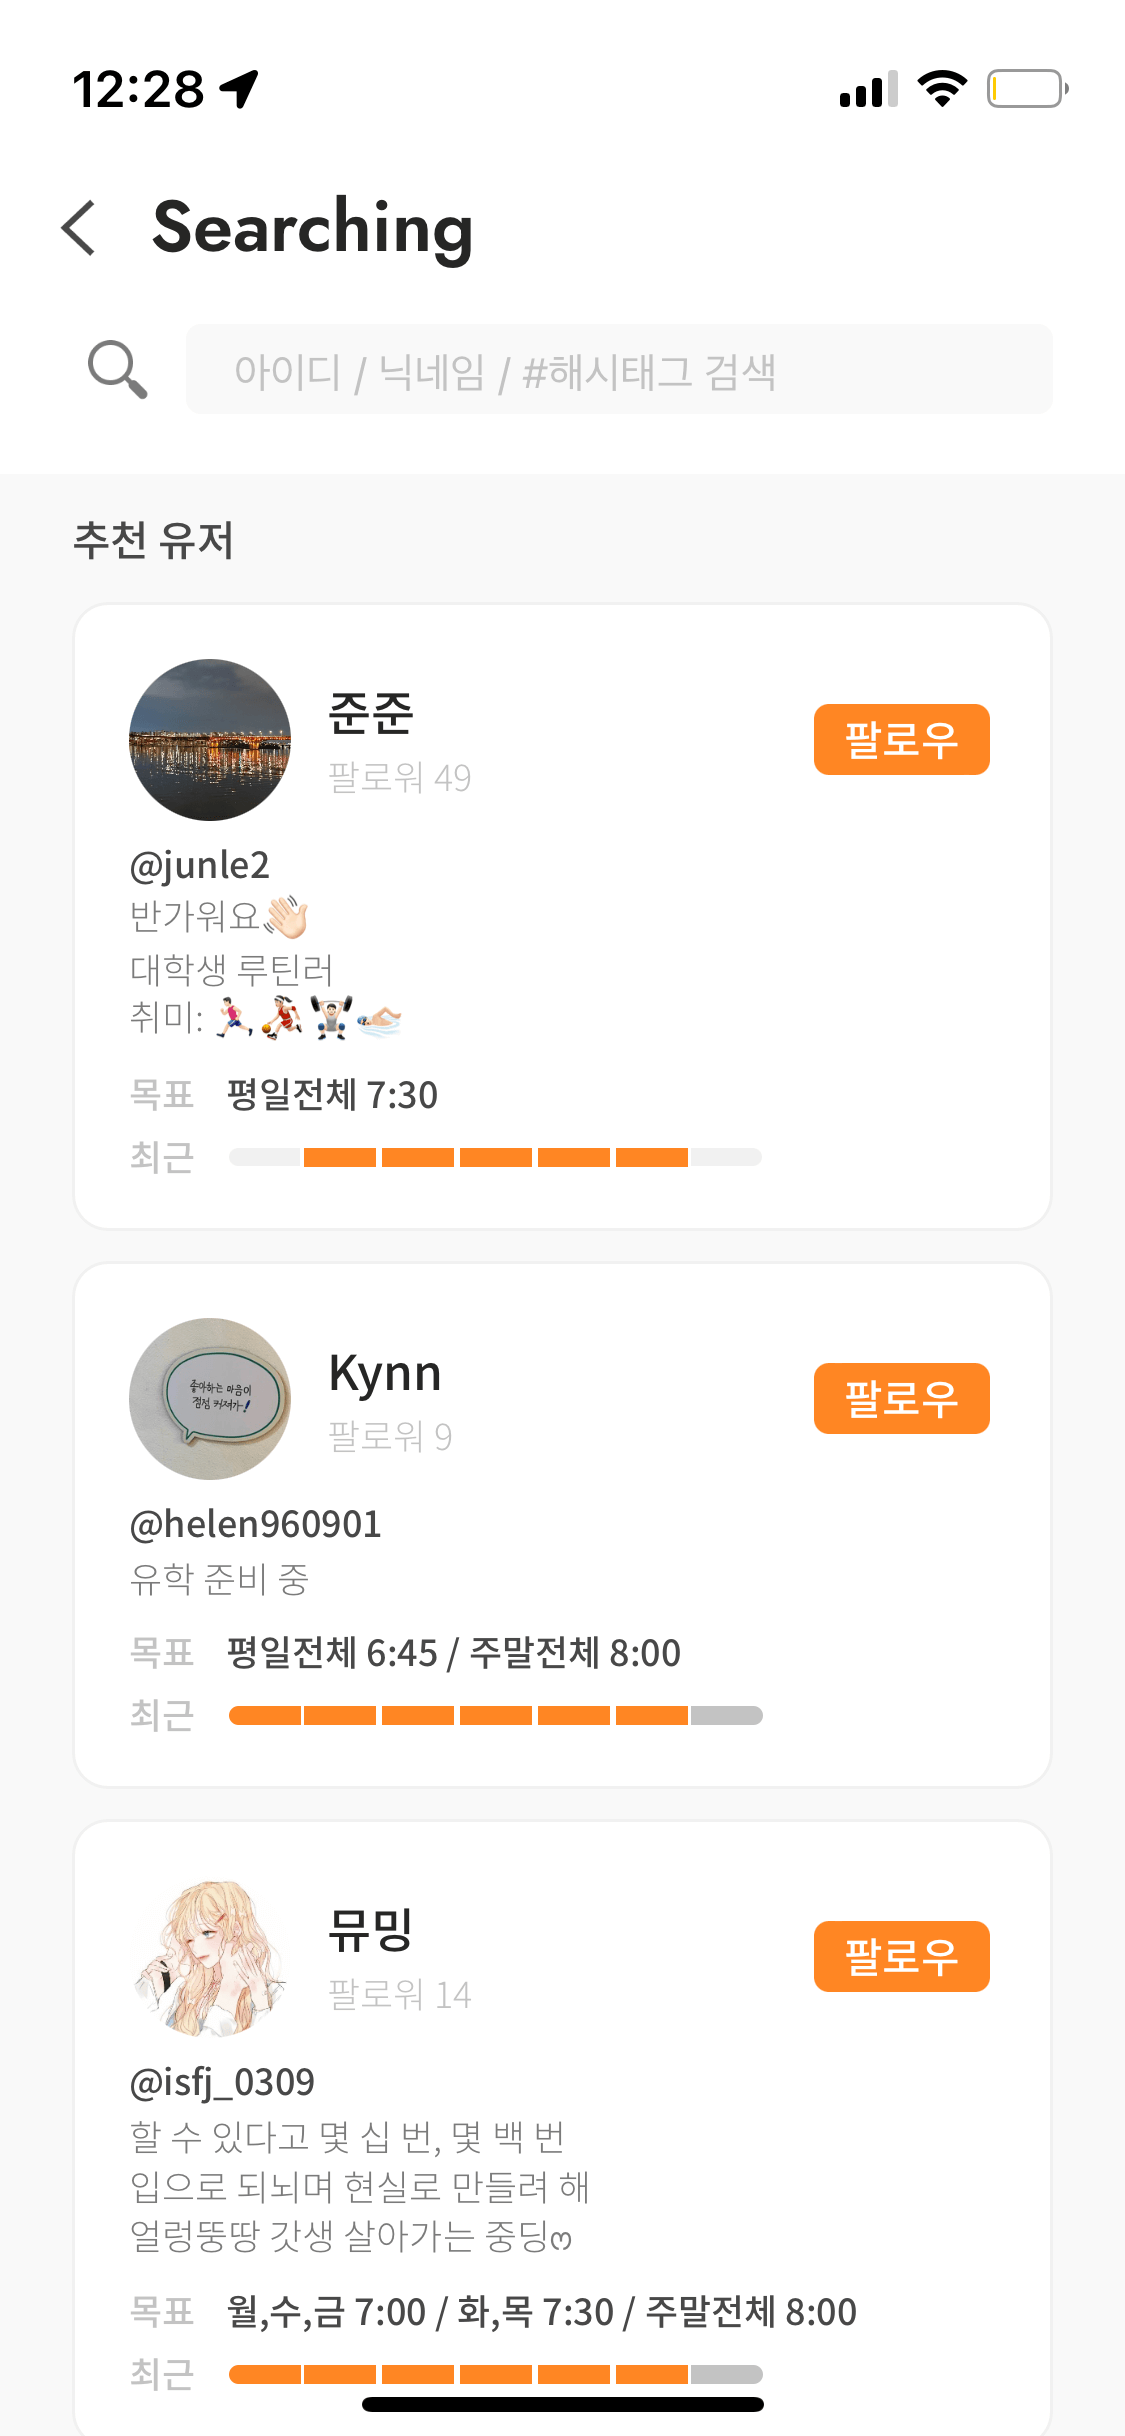 12:28
Searching
아이디 / 닉네임 / #해시태그 검색
추천 유저
준준
팔로워 49
팔로우
@junle2
반가워요👋🏻
대학생 루틴러
취미: 🏃🏻⛹🏻‍♀️🏋🏻🏊🏻
목표 평일전체 7:30
최근
좋아하는 마음이
점점 커져가!
Kynn
팔로워 9
팔로우
@helen960901
유학 준비 중
목표 평일전체 6:45 / 주말전체 8:00
최근
뮤밍
팔로워 14
팔로우
@isfj_0309
할 수 있다고 몇 십 번, 몇 백 번
입으로 되뇌며 현실로 만들려 해
얼렁뚱땅 갓생 살아가는 중딩ෆ
목표 월,수,금 7:00 / 화,목 7:30 / 주말전체 8:00
최근